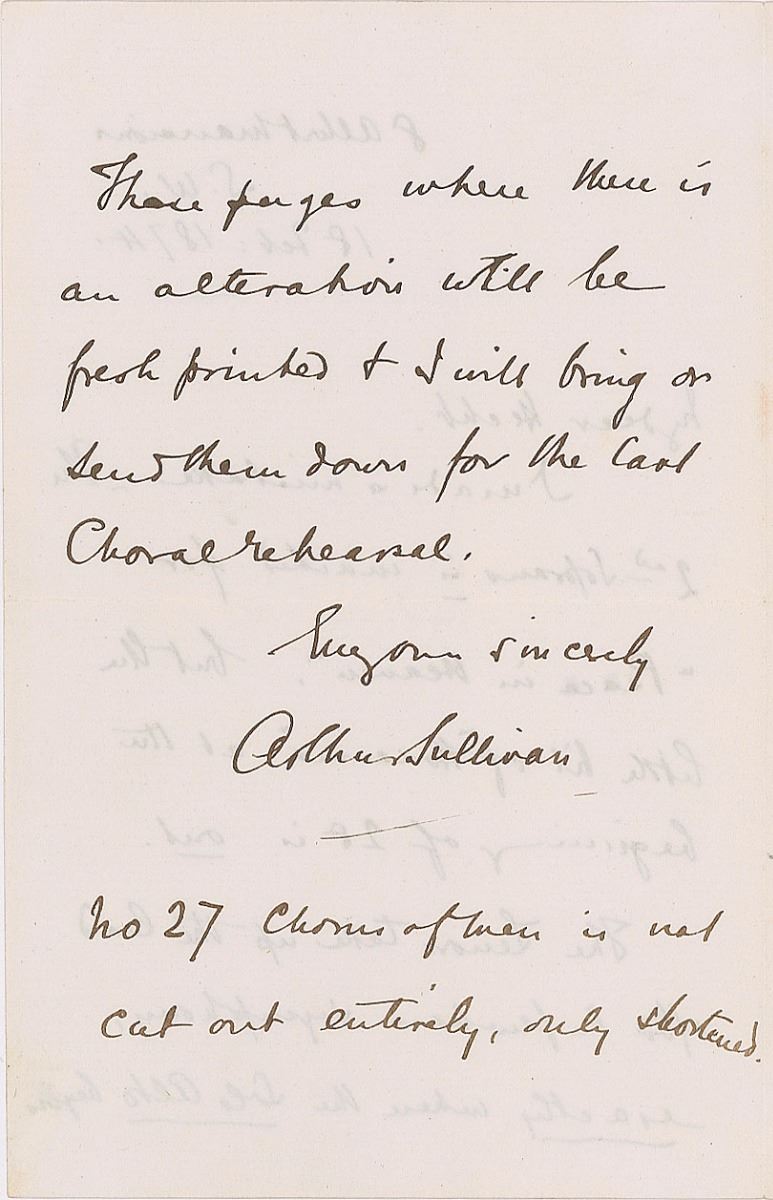 Those pages where there is
an alteration will be
fresh printed & I will bring or
send them down for the last
Choral rehearsal.
Ever yours sincerely
Arthur Sullivan
No 27 Chorus of men is not
cut out entirely, only shortened.